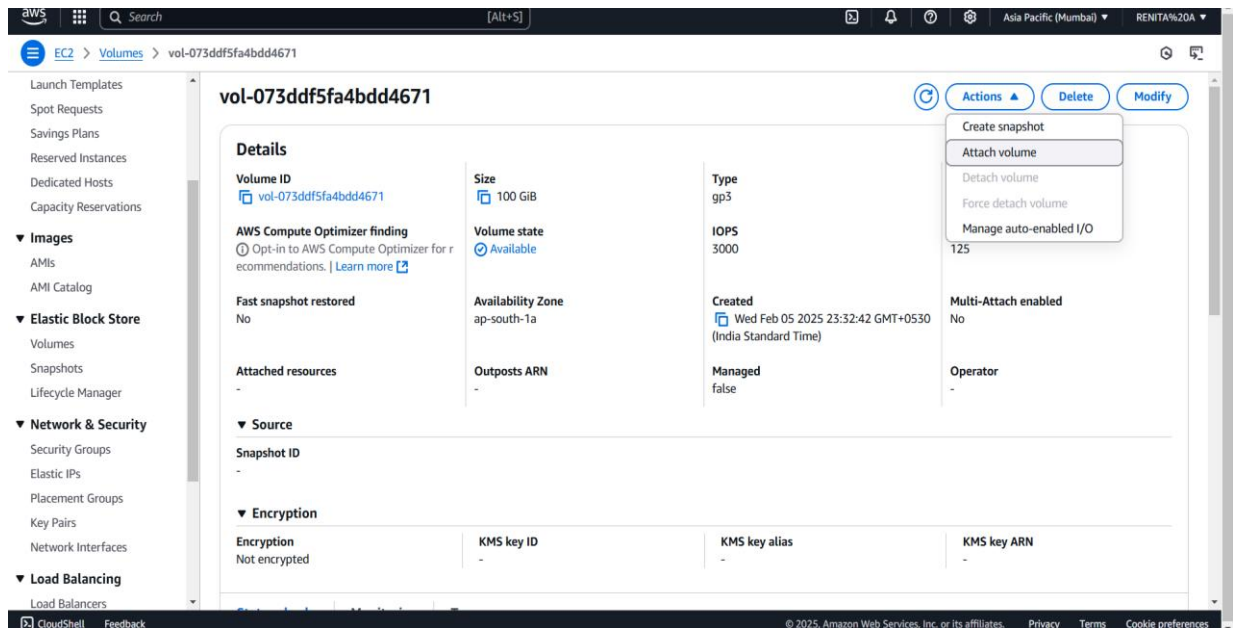 aws
Search
[Alt+S]
Asia Pacific (Mumbai) ▼
RENITA%20A ▼
EC2 > Volumes > vol-073ddf5fa4bdd4671
Launch Templates
Spot Requests
Savings Plans
Reserved Instances
Dedicated Hosts
Capacity Reservations
▼ Images
AMIs
AMI Catalog
▼ Elastic Block Store
Volumes
Snapshots
Lifecycle Manager
▼ Network & Security
Security Groups
Elastic IPs
Placement Groups
Key Pairs
Network Interfaces
▼ Load Balancing
Load Balancers
vol-073ddf5fa4bdd4671
Actions ▲
Delete
Modify
Create snapshot
Attach volume
Detach volume
Force detach volume
Manage auto-enabled I/O
Details
Volume ID
vol-073ddf5fa4bdd4671
Size
100 GiB
Type
gp3
AWS Compute Optimizer finding
Opt-in to AWS Compute Optimizer for r
ecommendations. | Learn more
Volume state
Available
IOPS
3000
125
Fast snapshot restored
No
Availability Zone
ap-south-1a
Created
Wed Feb 05 2025 23:32:42 GMT+0530
(India Standard Time)
Multi-Attach enabled
No
Attached resources
-
Outposts ARN
-
Managed
false
Operator
-
▼ Source
Snapshot ID
-
▼ Encryption
Encryption
Not encrypted
KMS key ID
-
KMS key alias
-
KMS key ARN
-
CloudShell
Feedback
© 2025, Amazon Web Services, Inc. or its affiliates.
Privacy
Terms
Cookie preferences